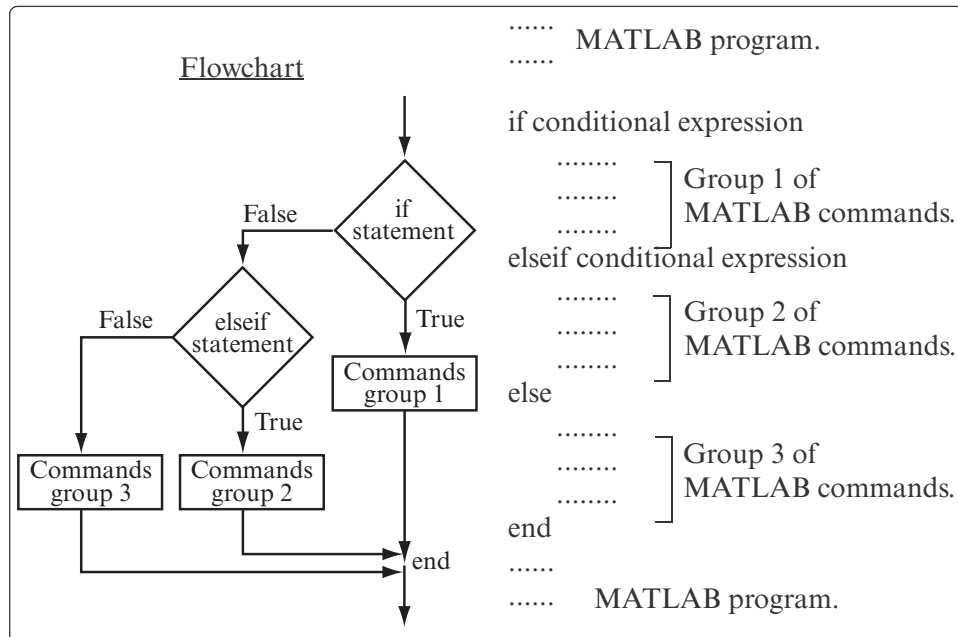 Flowchart
False
if
statement
False
elseif
statement
True
Commands
group 1
True
Commands
group 3
Commands
group 2
end
...... MATLAB program.
......
if conditional expression
........ Group 1 of
........ MATLAB commands.
........
elseif conditional expression
........ Group 2 of
........ MATLAB commands.
........
else
........ Group 3 of
........ MATLAB commands.
........
end
......
...... MATLAB program.